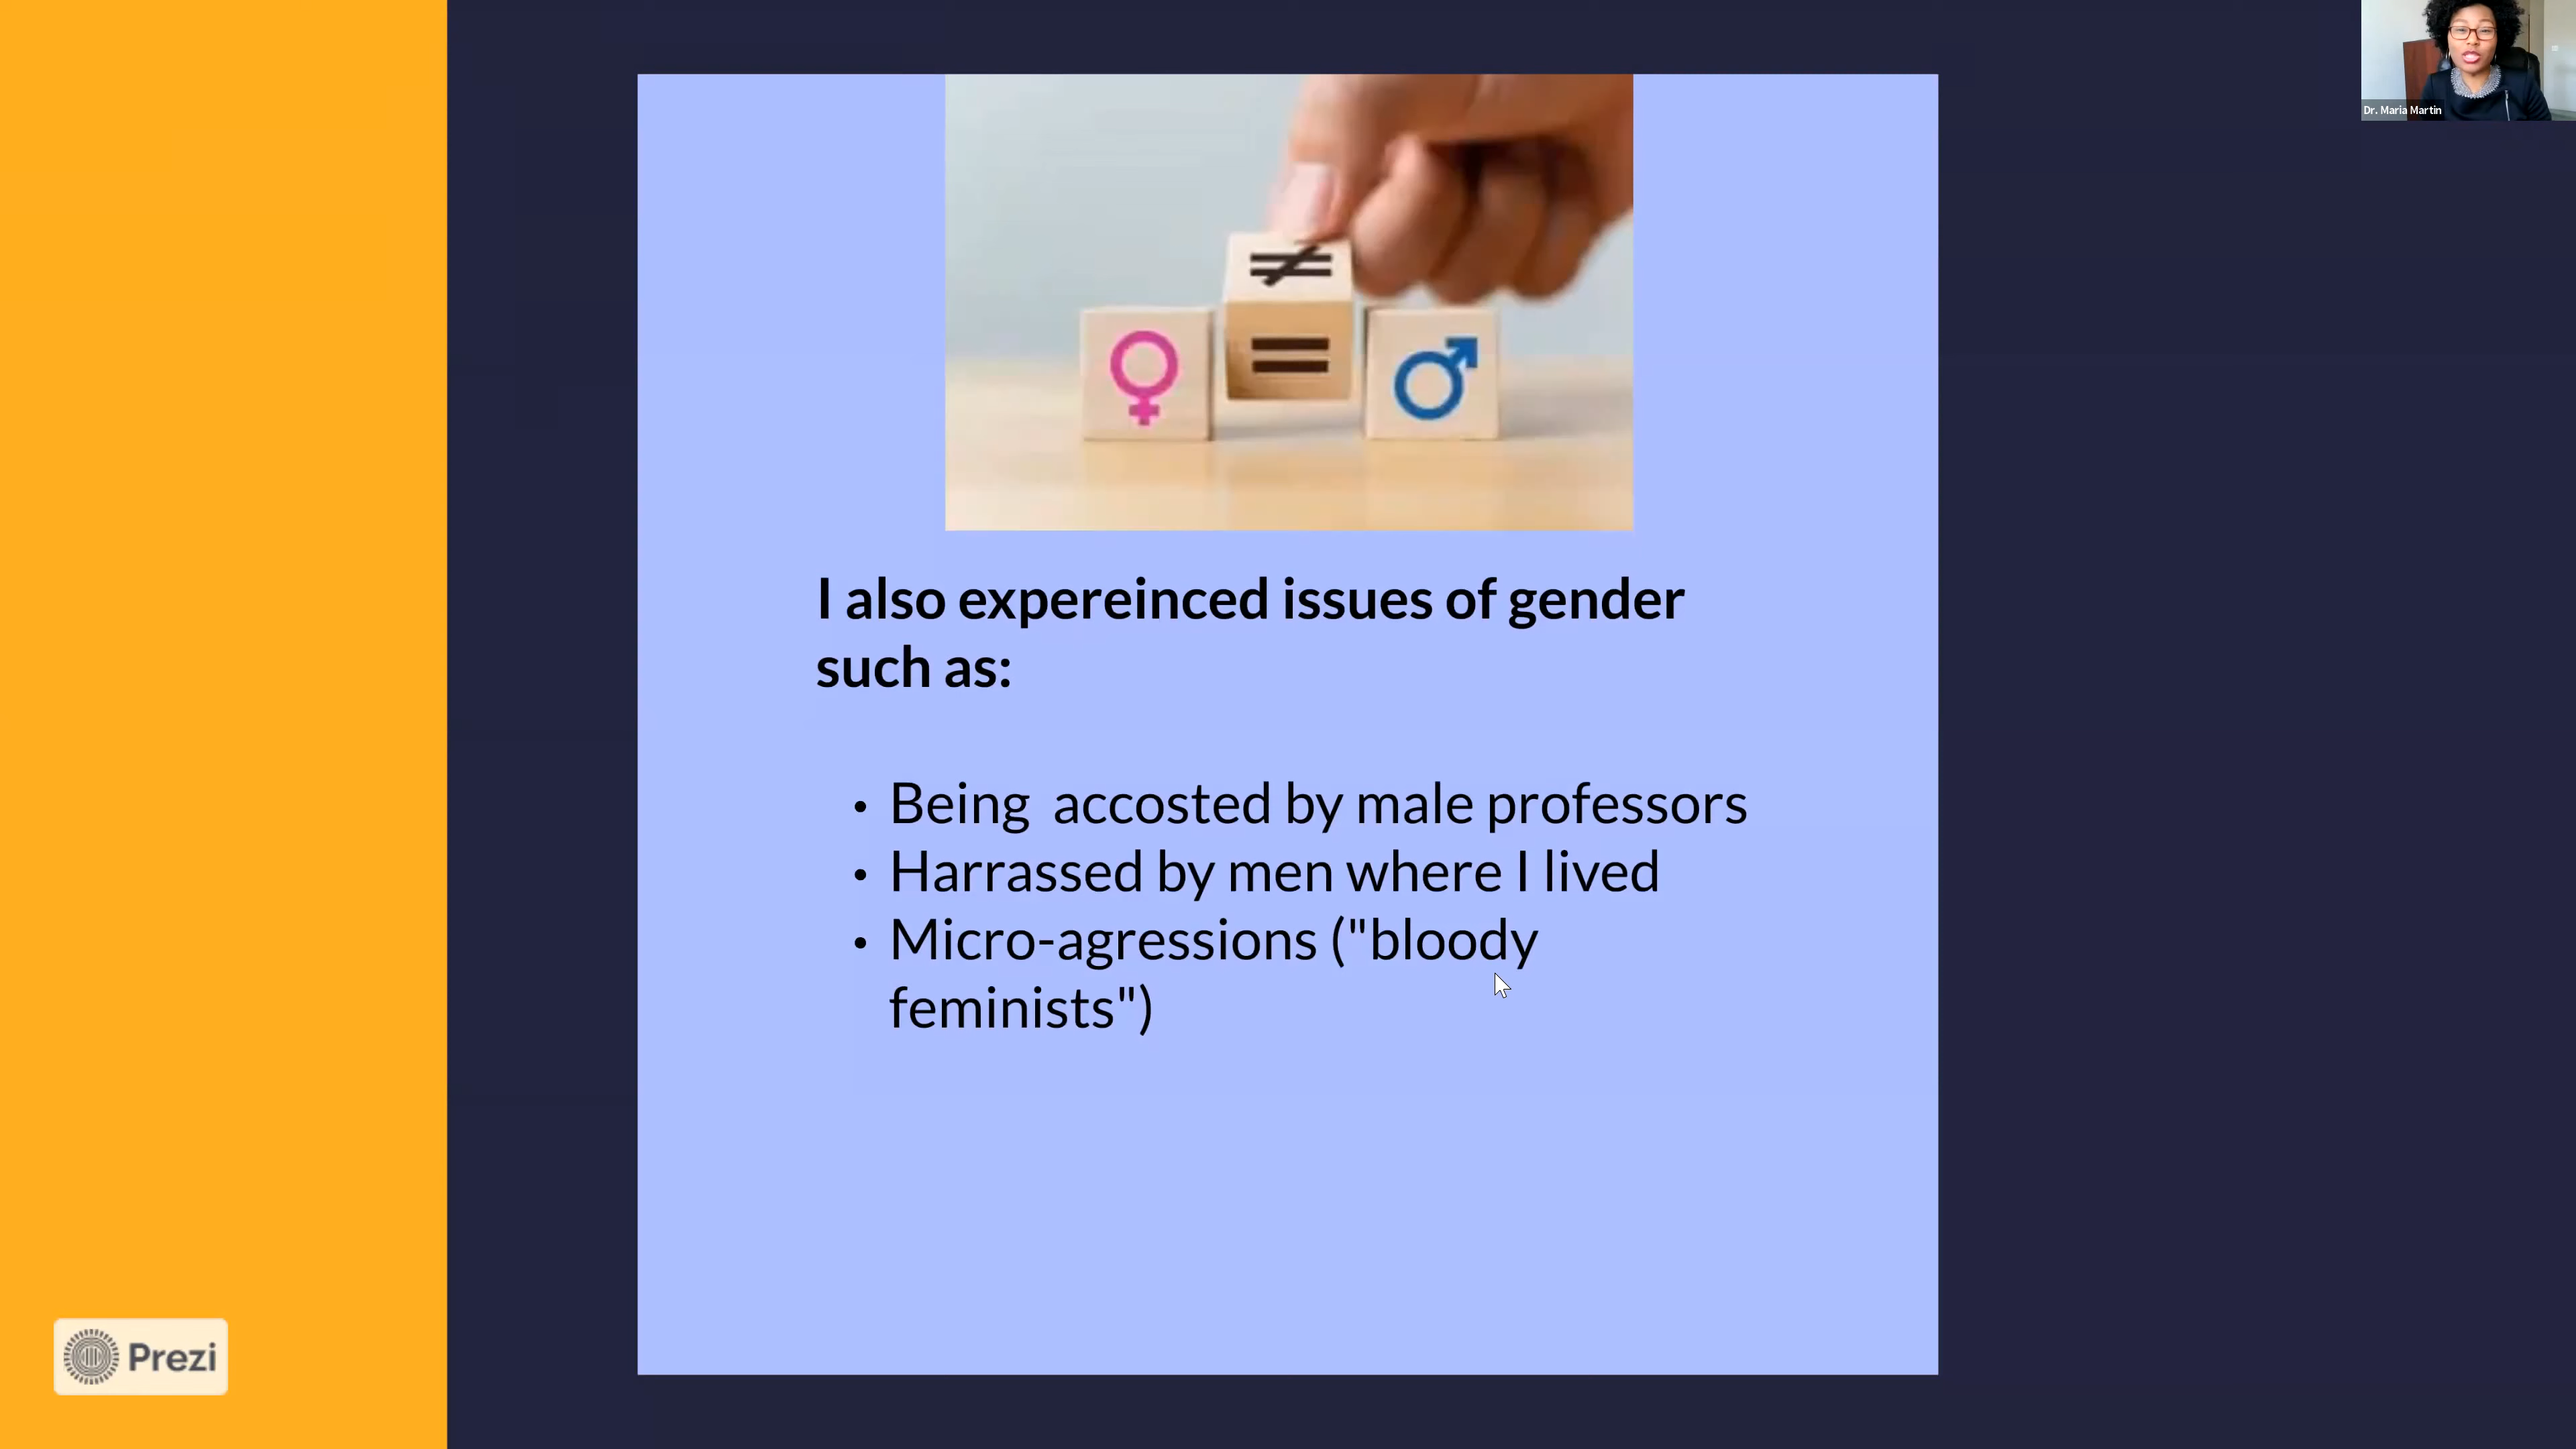 Dr. Maria Martin
≠
=
I also expereinced issues of gender
such as:
• Being  accosted by male professors
• Harrassed by men where I lived
• Micro-agressions ("bloody
feminists")
Prezi